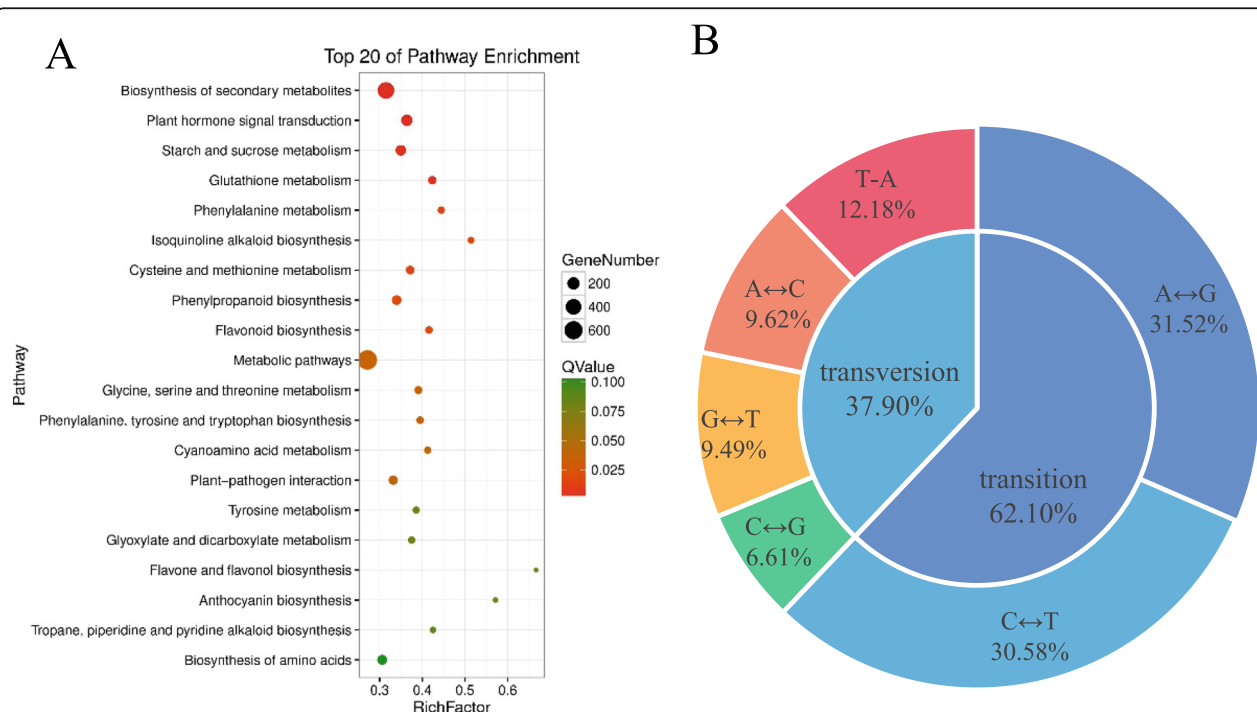 A
Top 20 of Pathway Enrichment
Pathway
Biosynthesis of secondary metabolites
Plant hormone signal transduction
Starch and sucrose metabolism
Glutathione metabolism
Phenylalanine metabolism
Isoquinoline alkaloid biosynthesis
Cysteine and methionine metabolism
Phenylpropanoid biosynthesis
Flavonoid biosynthesis
Metabolic pathways
Glycine, serine and threonine metabolism
Phenylalanine, tyrosine and tryptophan biosynthesis
Cyanoamino acid metabolism
Plant–pathogen interaction
Tyrosine metabolism
Glyoxylate and dicarboxylate metabolism
Flavone and flavonol biosynthesis
Anthocyanin biosynthesis
Tropane, piperidine and pyridine alkaloid biosynthesis
Biosynthesis of amino acids
0.3 0.4 0.5 0.6
RichFactor
GeneNumber
200
400
600
QValue
0.100
0.075
0.050
0.025
B
T-A
12.18%
A↔C
9.62%
G↔T
9.49%
C↔G
6.61%
A↔G
31.52%
C↔T
30.58%
transversion
37.90%
transition
62.10%